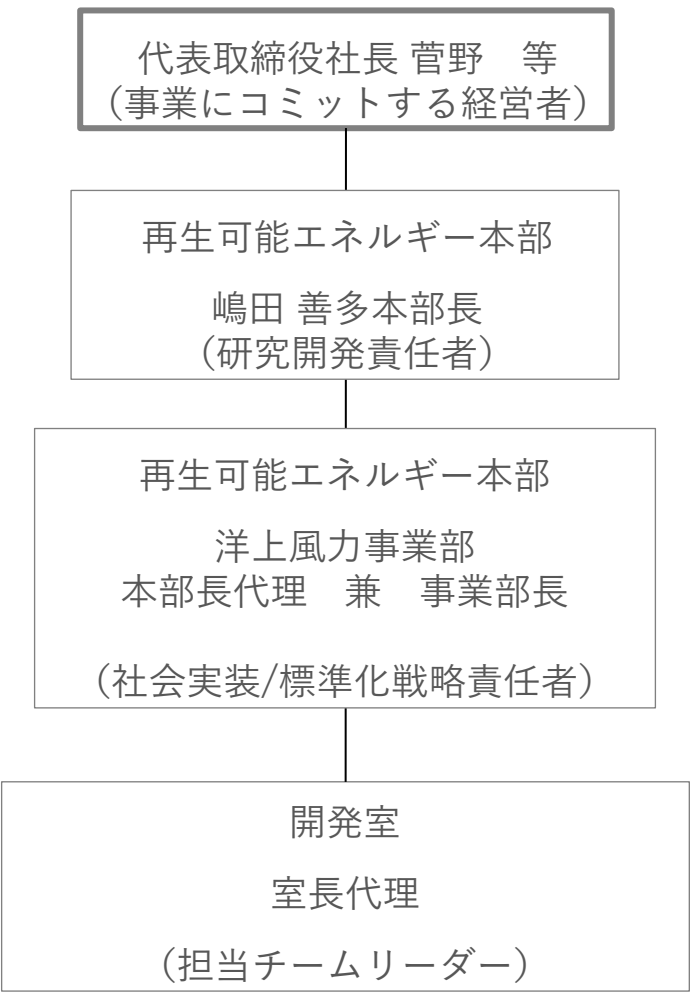 代表取締役社長 菅野　等
(事業にコミットする経営者)
再生可能エネルギー本部
嶋田 善多本部長
(研究開発責任者)
再生可能エネルギー本部
洋上風力事業部
本部長代理　兼　事業部長
(社会実装/標準化戦略責任者)
開発室
室長代理
(担当チームリーダー)